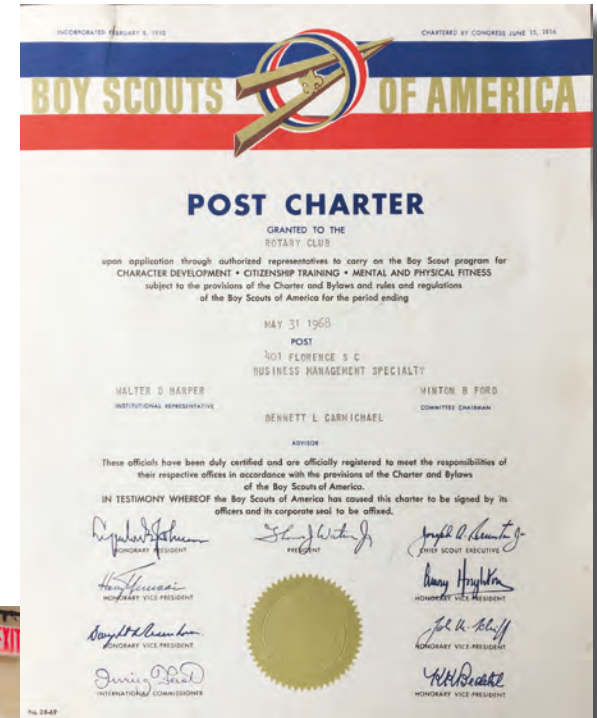 INCORPORATED FEBRUARY 8, 1910
CHARTERED BY CONGRESS JUNE 15, 1916
BOY SCOUTS OF AMERICA
POST CHARTER
GRANTED TO THE
ROTARY CLUB
upon application through authorized representatives to carry on the Boy Scout program for
CHARACTER DEVELOPMENT • CITIZENSHIP TRAINING • MENTAL AND PHYSICAL FITNESS
subject to the provisions of the Charter and Bylaws and rules and regulations
of the Boy Scouts of America for the period ending
MAY 31 1968
POST
401 FLORENCE S C
BUSINESS MANAGEMENT SPECIALTY
WALTER D HARPER
WINTON B FORD
INSTITUTIONAL REPRESENTATIVE
COMMITTEE CHAIRMAN
BENNETT L CARMICHAEL
ADVISOR
These officials have been duly certified and are officially registered to meet the responsibilities of
their respective offices in accordance with the provisions of the Charter and Bylaws
of the Boy Scouts of America.
IN TESTIMONY WHEREOF the Boy Scouts of America has caused this charter to be signed by its
officers and its corporate seal to be affixed.
HONORARY PRESIDENT
PRESIDENT
CHIEF SCOUT EXECUTIVE
Amory Houghton
HONORARY VICE-PRESIDENT
HONORARY VICE-PRESIDENT
HONORARY VICE-PRESIDENT
HONORARY VICE-PRESIDENT
INTERNATIONAL COMMISSIONER
HONORARY VICE-PRESIDENT
No. 28-69
EXIT